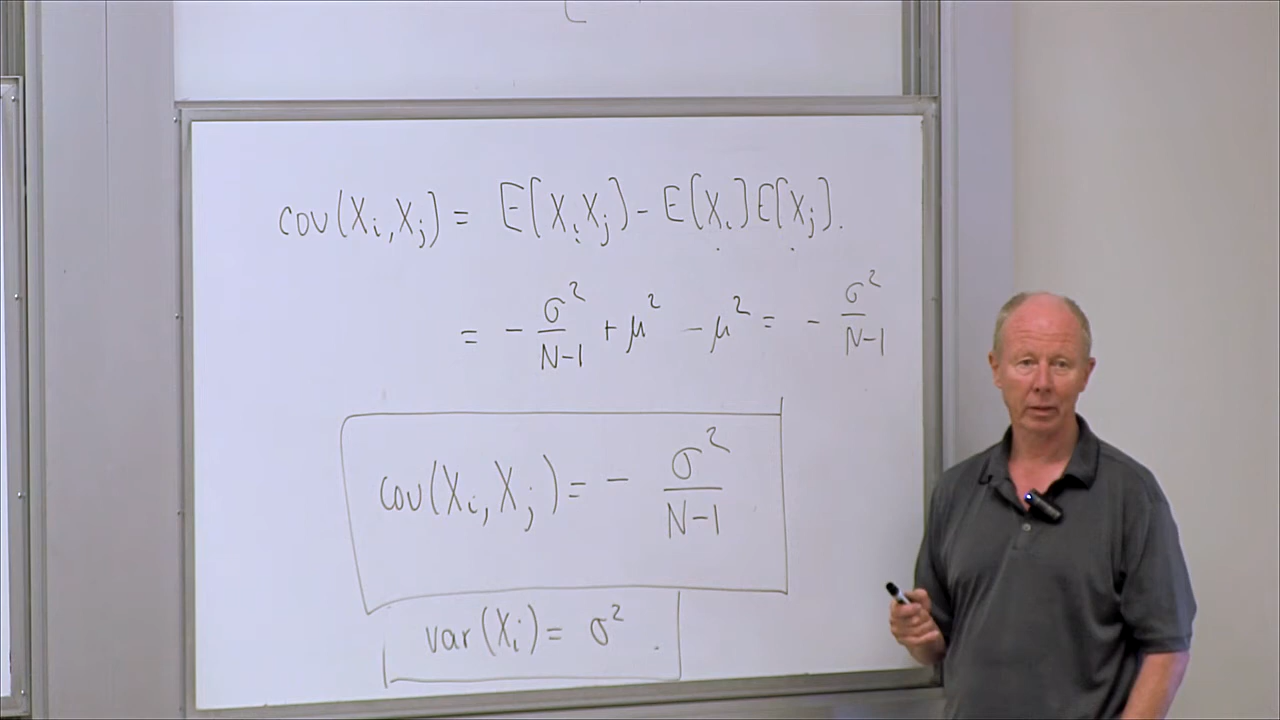 cov(Xᵢ,Xⱼ) = E[XᵢXⱼ] - E[Xᵢ]E[Xⱼ].
= - σ²/(N-1) + μ² - μ² = - σ²/(N-1)
cov(Xᵢ,Xⱼ) = - σ²/(N-1)
var(Xᵢ) = σ².